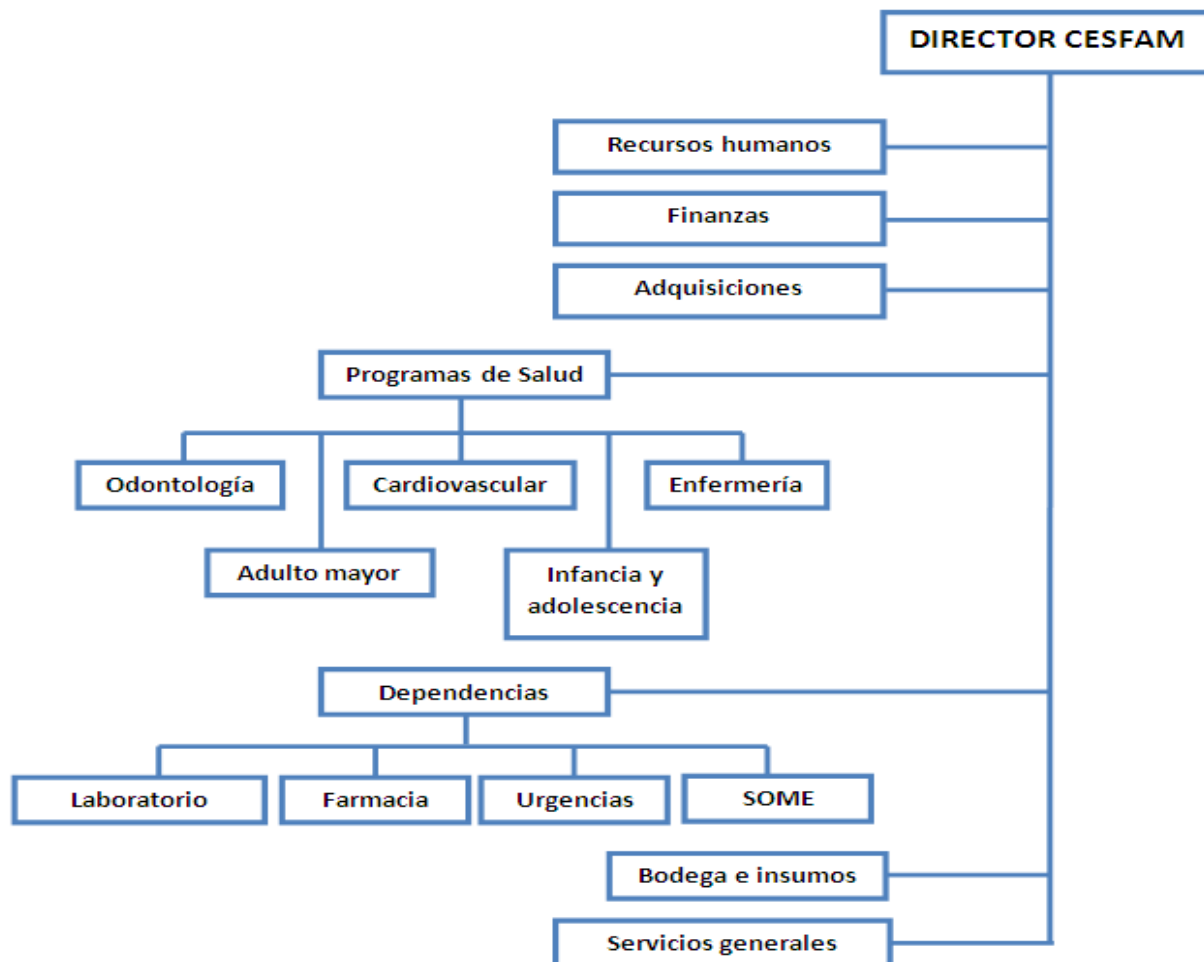 DIRECTOR CESFAM
Recursos humanos
Finanzas
Adquisiciones
Programas de Salud
Odontología
Cardiovascular
Enfermería
Adulto mayor
Infancia y
adolescencia
Dependencias
Laboratorio
Farmacia
Urgencias
SOME
Bodega e insumos
Servicios generales